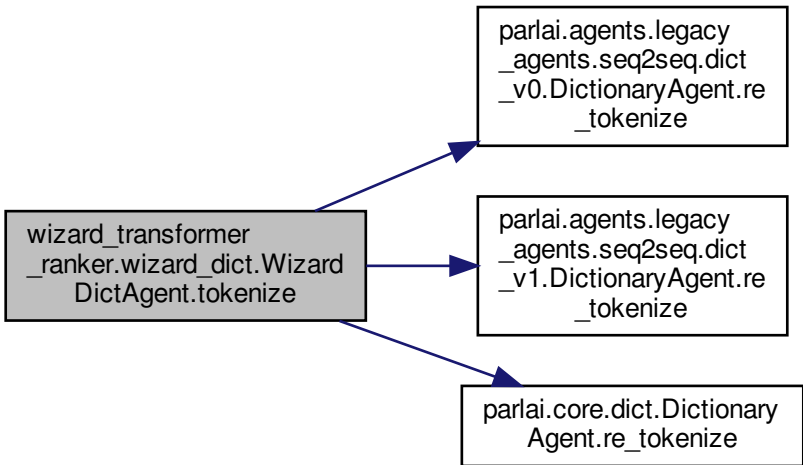 parlai.agents.legacy
_agents.seq2seq.dict
_v0.DictionaryAgent.re
_tokenize
wizard_transformer
_ranker.wizard_dict.Wizard
DictAgent.tokenize
parlai.agents.legacy
_agents.seq2seq.dict
_v1.DictionaryAgent.re
_tokenize
parlai.core.dict.Dictionary
Agent.re_tokenize